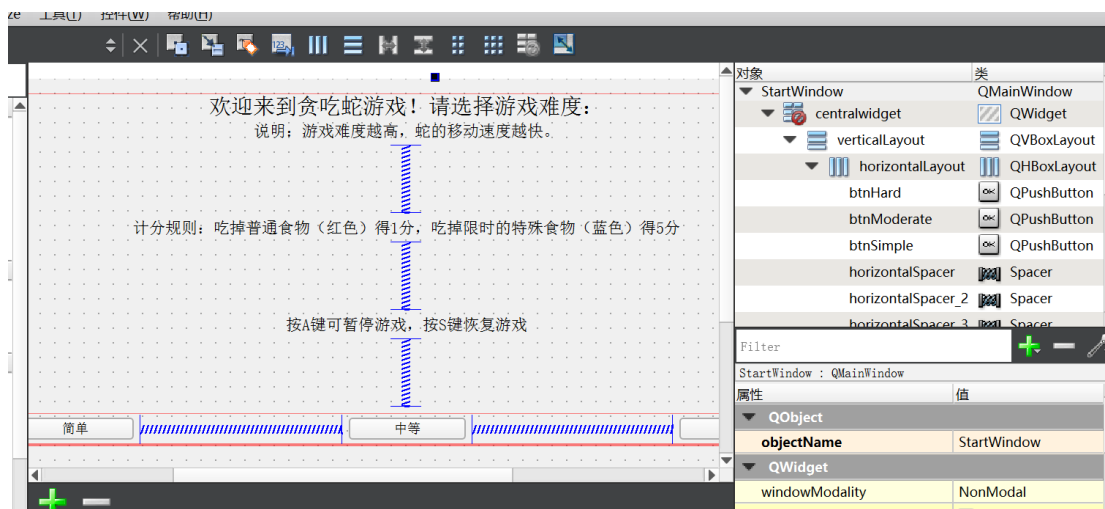 ze 工具(T) 控件(W) 帮助(H)
对象 类
StartWindow QMainWindow
centralwidget QWidget
verticalLayout QVBoxLayout
horizontalLayout QHBoxLayout
btnHard QPushButton
btnModerate QPushButton
btnSimple QPushButton
horizontalSpacer Spacer
horizontalSpacer_2 Spacer
horizontalSpacer_3 Spacer
欢迎来到贪吃蛇游戏！请选择游戏难度：
说明；游戏难度越高，蛇的移动速度越快。
计分规则：吃掉普通食物（红色）得1分，吃掉限时的特殊食物（蓝色）得5分
按A键可暂停游戏，按S键恢复游戏
简单 中等
Filter
StartWindow : QMainWindow
属性 值
QObject
objectName StartWindow
QWidget
windowModality NonModal